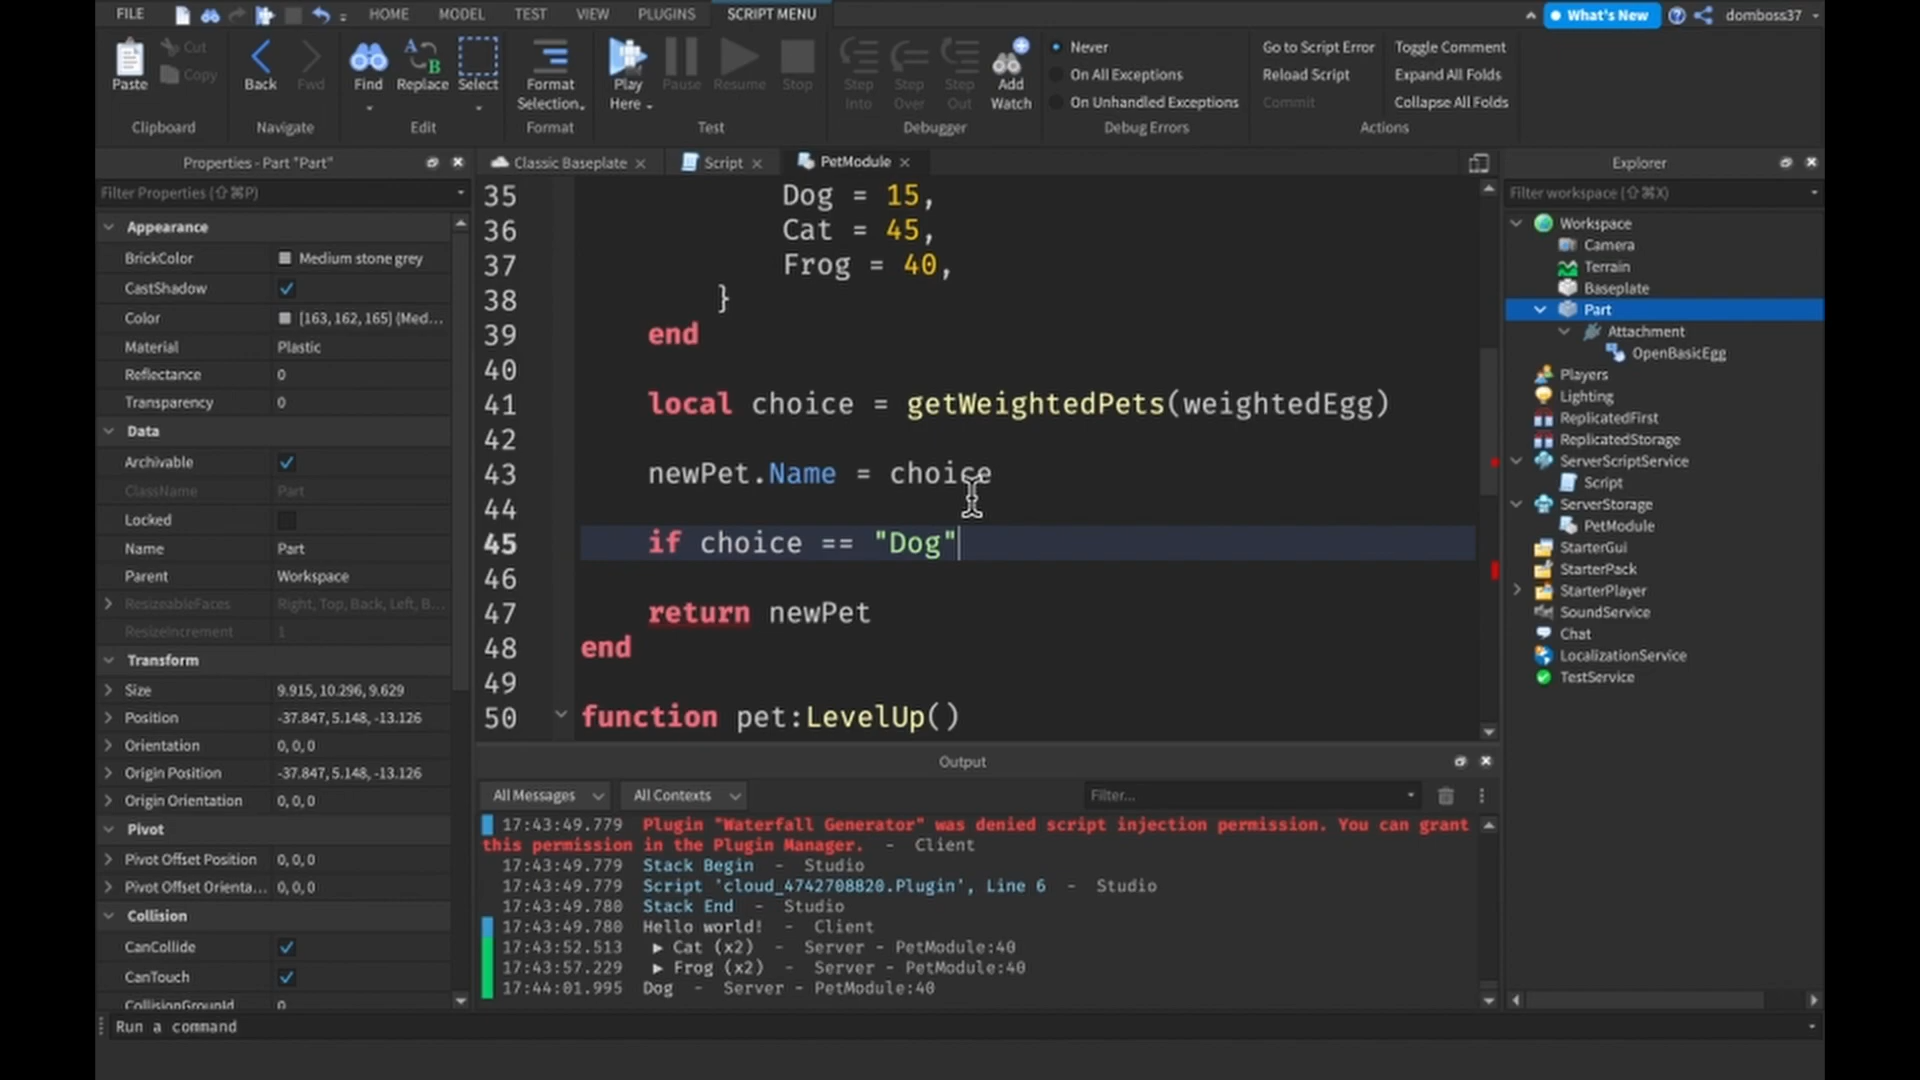 FILE HOME MODEL TEST VIEW PLUGINS SCRIPT MENU What's New domboss37
Paste Cut Copy Back Fwd Find Replace Select Format Selection... Play Here Pause Resume Stop Step Into Step Over Step Out Add Watch
Never
On All Exceptions
On Unhandled Exceptions
Go to Script Error
Reload Script
Commit
Toggle Comment
Expand All Folds
Collapse All Folds
Clipboard Navigate Edit Format Test Debugger Debug Errors Actions
Properties - Part "Part"
Filter Properties (⇧⌘P)
Appearance
BrickColor Medium stone grey
CastShadow
Color [163, 162, 165] (Med...
Material Plastic
Reflectance 0
Transparency 0
Data
Archivable
ClassName Part
Locked
Name Part
Parent Workspace
ResizeableFaces Right, Top, Back, Left, B...
ResizeIncrement 1
Transform
Size 9.915, 10.296, 9.629
Position -37.847, 5.148, -13.126
Orientation 0, 0, 0
Origin Position -37.847, 5.148, -13.126
Origin Orientation 0, 0, 0
Pivot
Pivot Offset Position 0, 0, 0
Pivot Offset Orienta... 0, 0, 0
Collision
CanCollide
CanTouch
CollisionGroupId 0
Classic Baseplate Script PetModule
35 Dog = 15,
36 Cat = 45,
37 Frog = 40,
38 }
39 end
40
41 local choice = getWeightedPets(weightedEgg)
42
43 newPet.Name = choice
44
45 if choice == "Dog"
46
47 return newPet
48 end
49
50 function pet:LevelUp()
Output
All Messages All Contexts Filter...
17:43:49.779 Plugin "Waterfall Generator" was denied script injection permission. You can grant
this permission in the Plugin Manager. - Client
17:43:49.779 Stack Begin - Studio
17:43:49.779 Script 'cloud_4742708820.Plugin', Line 6 - Studio
17:43:49.780 Stack End - Studio
17:43:49.780 Hello world! - Client
17:43:52.513 ▶ Cat (x2) - Server - PetModule:40
17:43:57.229 ▶ Frog (x2) - Server - PetModule:40
17:44:01.995 Dog - Server - PetModule:40
Explorer
Filter workspace (⇧⌘X)
Workspace
Camera
Terrain
Baseplate
Part
Attachment
OpenBasicEgg
Players
Lighting
ReplicatedFirst
ReplicatedStorage
ServerScriptService
Script
ServerStorage
PetModule
StarterGui
StarterPack
StarterPlayer
SoundService
Chat
LocalizationService
TestService
Run a command